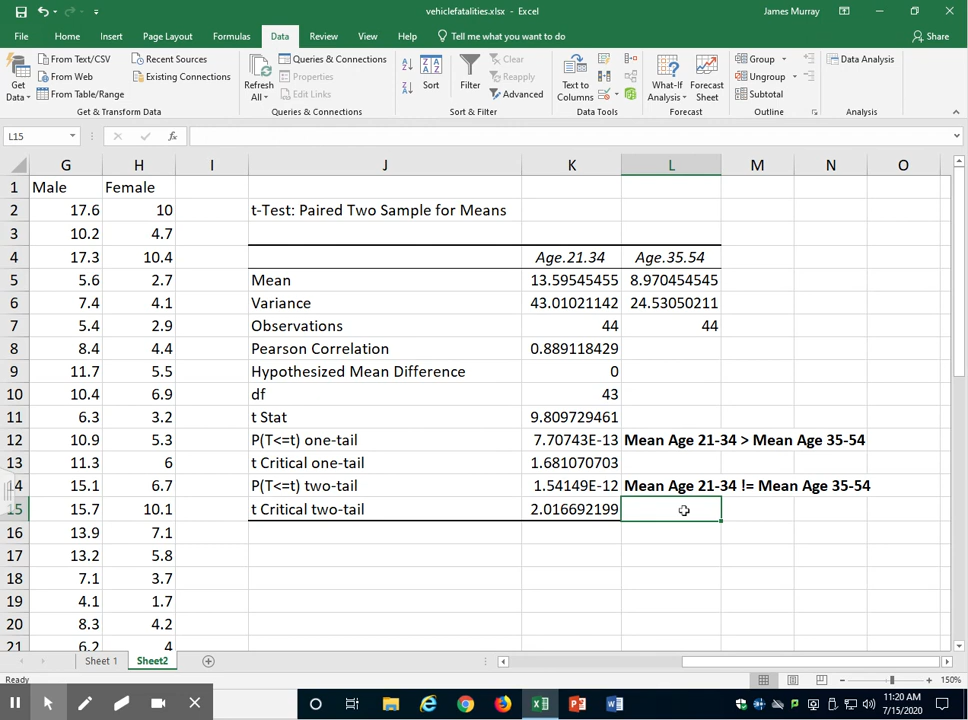 vehiclefatalities.xlsx - Excel
James Murray
File Home Insert Page Layout Formulas Data Review View Help Tell me what you want to do Share
Get Data
From Text/CSV
From Web
From Table/Range
Recent Sources
Existing Connections
Get & Transform Data
Refresh All
Queries & Connections
Properties
Edit Links
Queries & Connections
Sort
Filter
Clear
Reapply
Advanced
Sort & Filter
Text to Columns
Data Tools
What-If Analysis
Forecast Sheet
Forecast
Group
Ungroup
Subtotal
Outline
Data Analysis
Analysis
L15 fx
G H I J K L M N O
1 Male Female
2 17.6 10 t-Test: Paired Two Sample for Means
3 10.2 4.7
4 17.3 10.4 Age.21.34 Age.35.54
5 5.6 2.7 Mean 13.59545455 8.970454545
6 7.4 4.1 Variance 43.01021142 24.53050211
7 5.4 2.9 Observations 44 44
8 8.4 4.4 Pearson Correlation 0.889118429
9 11.7 5.5 Hypothesized Mean Difference 0
10 10.4 6.9 df 43
11 6.3 3.2 t Stat 9.809729461
12 10.9 5.3 P(T<=t) one-tail 7.70743E-13 Mean Age 21-34 > Mean Age 35-54
13 11.3 6 t Critical one-tail 1.681070703
14 15.1 6.7 P(T<=t) two-tail 1.54149E-12 Mean Age 21-34 != Mean Age 35-54
15 15.7 10.1 t Critical two-tail 2.016692199
16 13.9 7.1
17 13.2 5.8
18 7.1 3.7
19 4.1 1.7
20 8.3 4.2
21 6.2 4
Sheet 1 Sheet2
Ready 150%
11:20 AM
7/15/2020